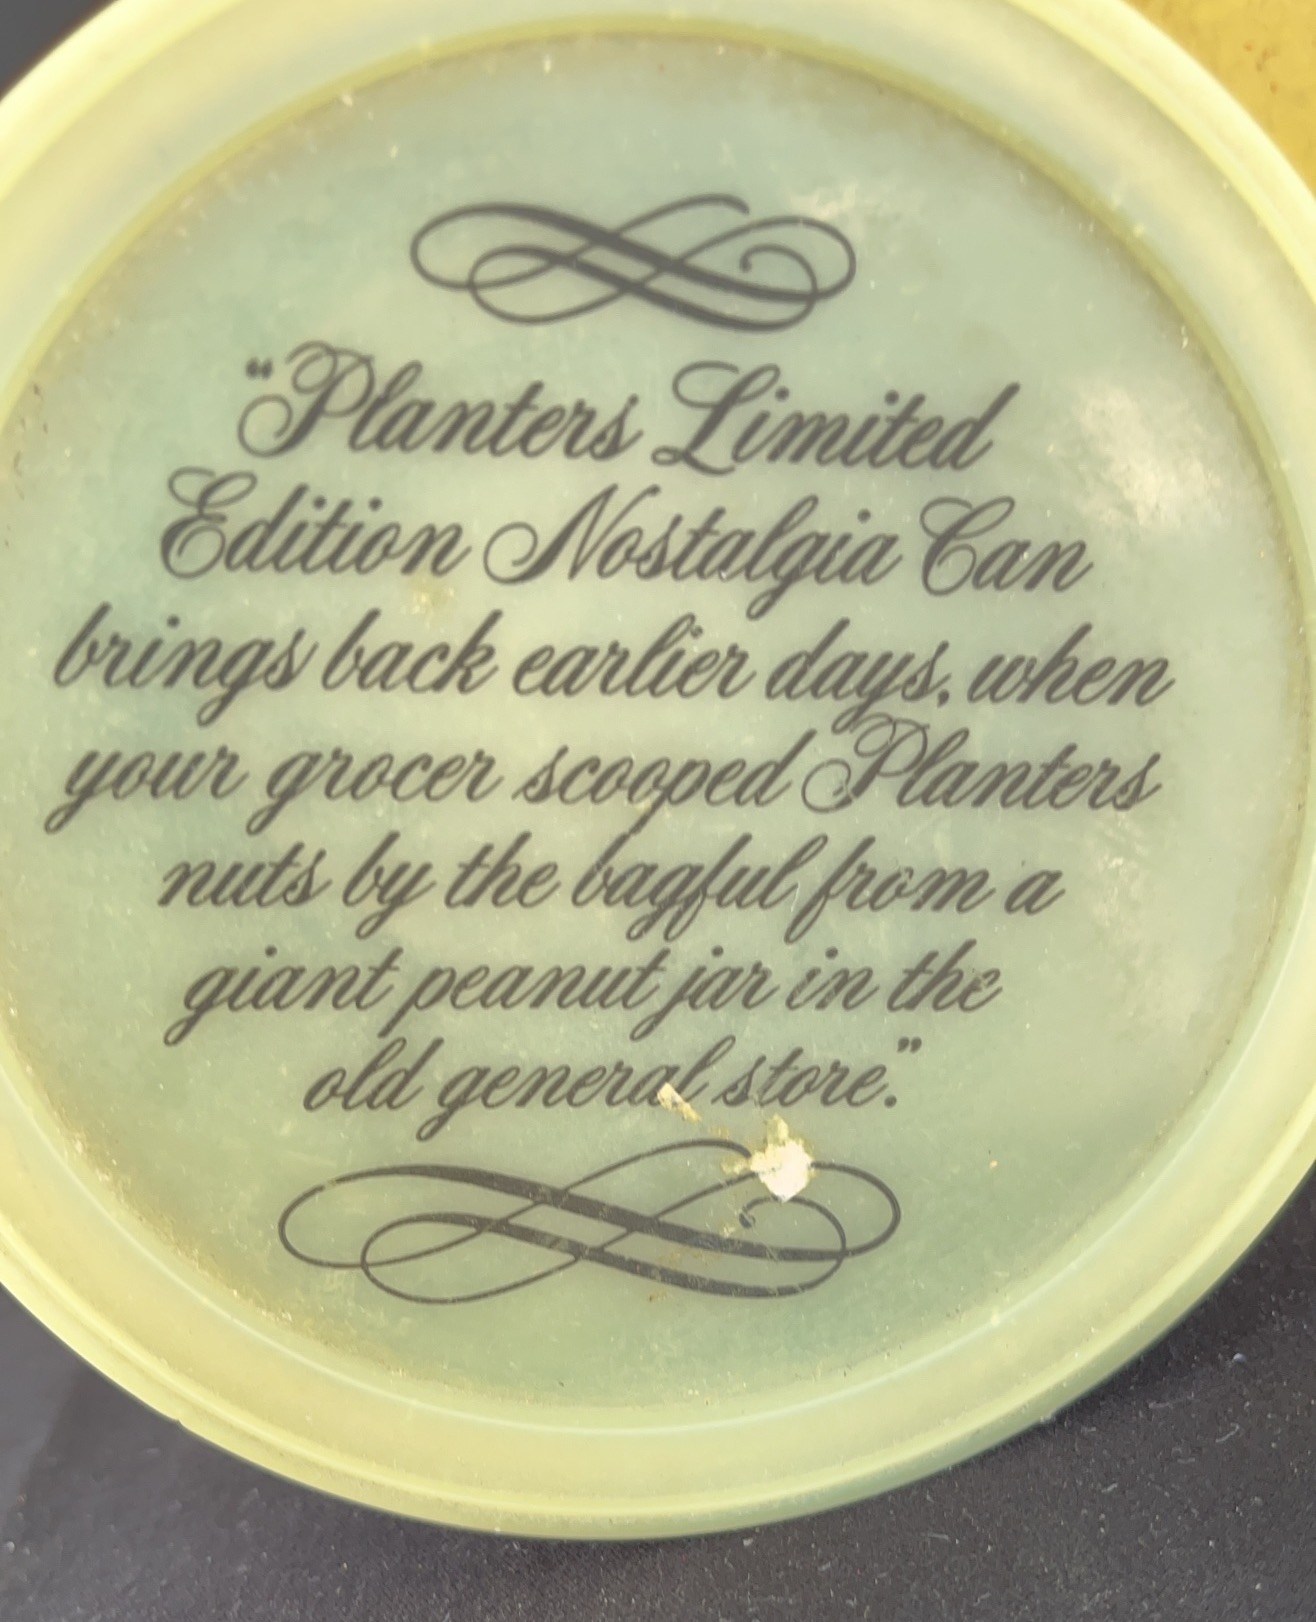 "Planters Limited
Edition Nostalgia Can
brings back earlier days, when
your grocer scooped Planters
nuts by the bagful from a
giant peanut jar in the
old general store."